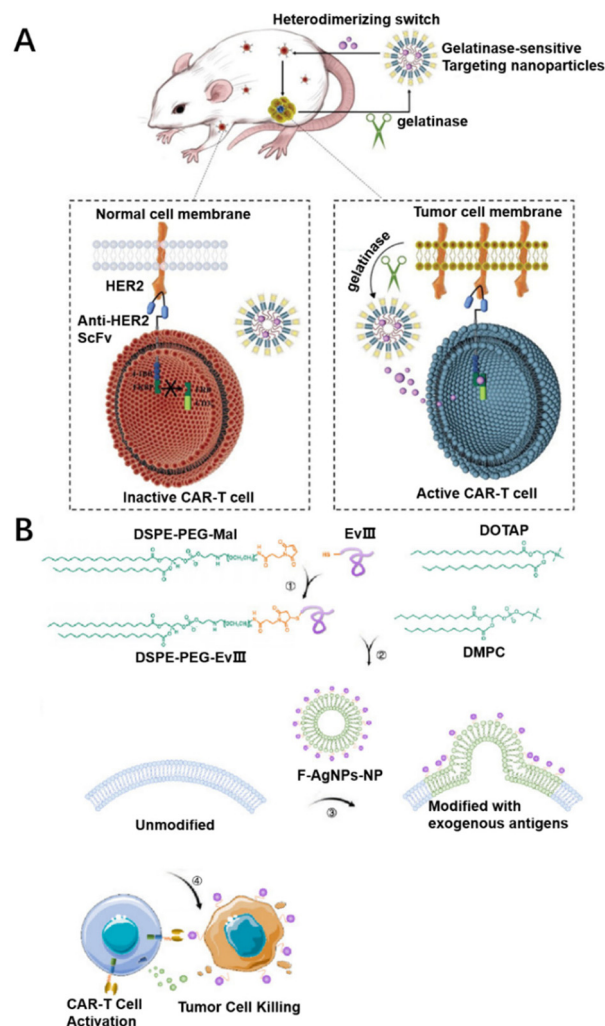 A
Heterodimerizing switch
Gelatinase-sensitive
Targeting nanoparticles
gelatinase
Normal cell membrane
HER2
Anti-HER2
ScFv
Inactive CAR-T cell
Tumor cell membrane
gelatinase
Active CAR-T cell
B
DSPE-PEG-Mal
EvⅢ
DOTAP
①
DSPE-PEG-EvⅢ
②
DMPC
F-AgNPs-NP
Unmodified
③
Modified with
exogenous antigens
④
CAR-T Cell
Activation
Tumor Cell Killing